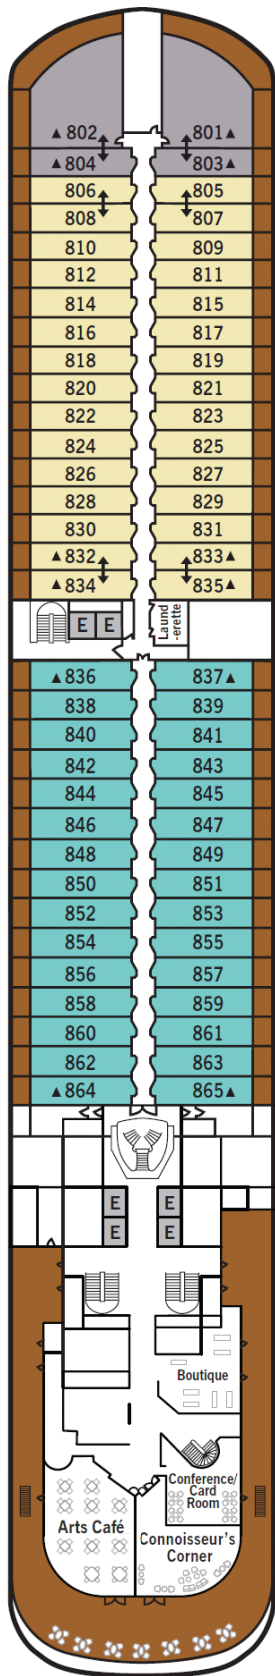 ▲802 801▲
▲804 803▲
806 805
808 807
810 809
812 811
814 815
816 817
818 819
820 821
822 823
824 825
826 827
828 829
830 831
▲832 833▲
▲834 835▲
E E
Laund
-erette
▲836 837▲
838 839
840 841
842 843
844 845
846 847
848 849
850 851
852 853
854 855
856 857
858 859
860 861
862 863
▲864 865▲
E E
E E
Boutique
Conference/
Card
Room
Arts Café
Connoisseur's
Corner